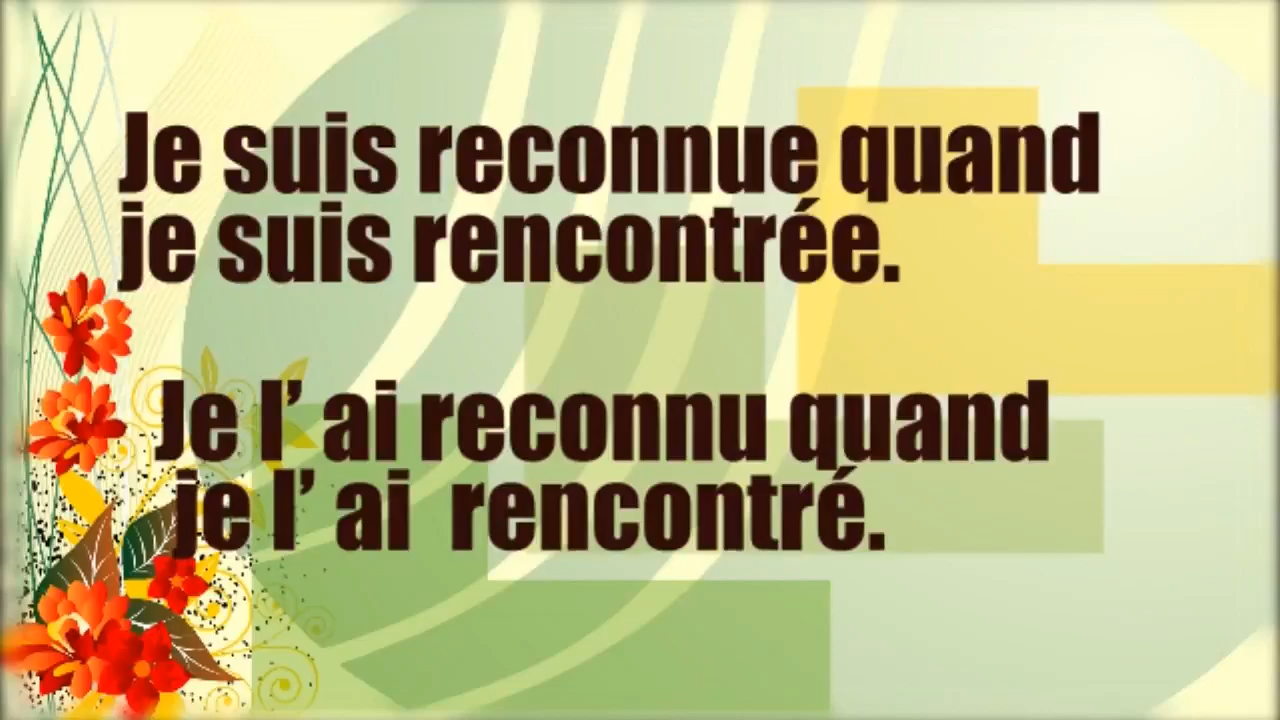 Je suis reconnue quand
je suis rencontrée.
Je l’ ai reconnu quand
je l’ ai rencontré.